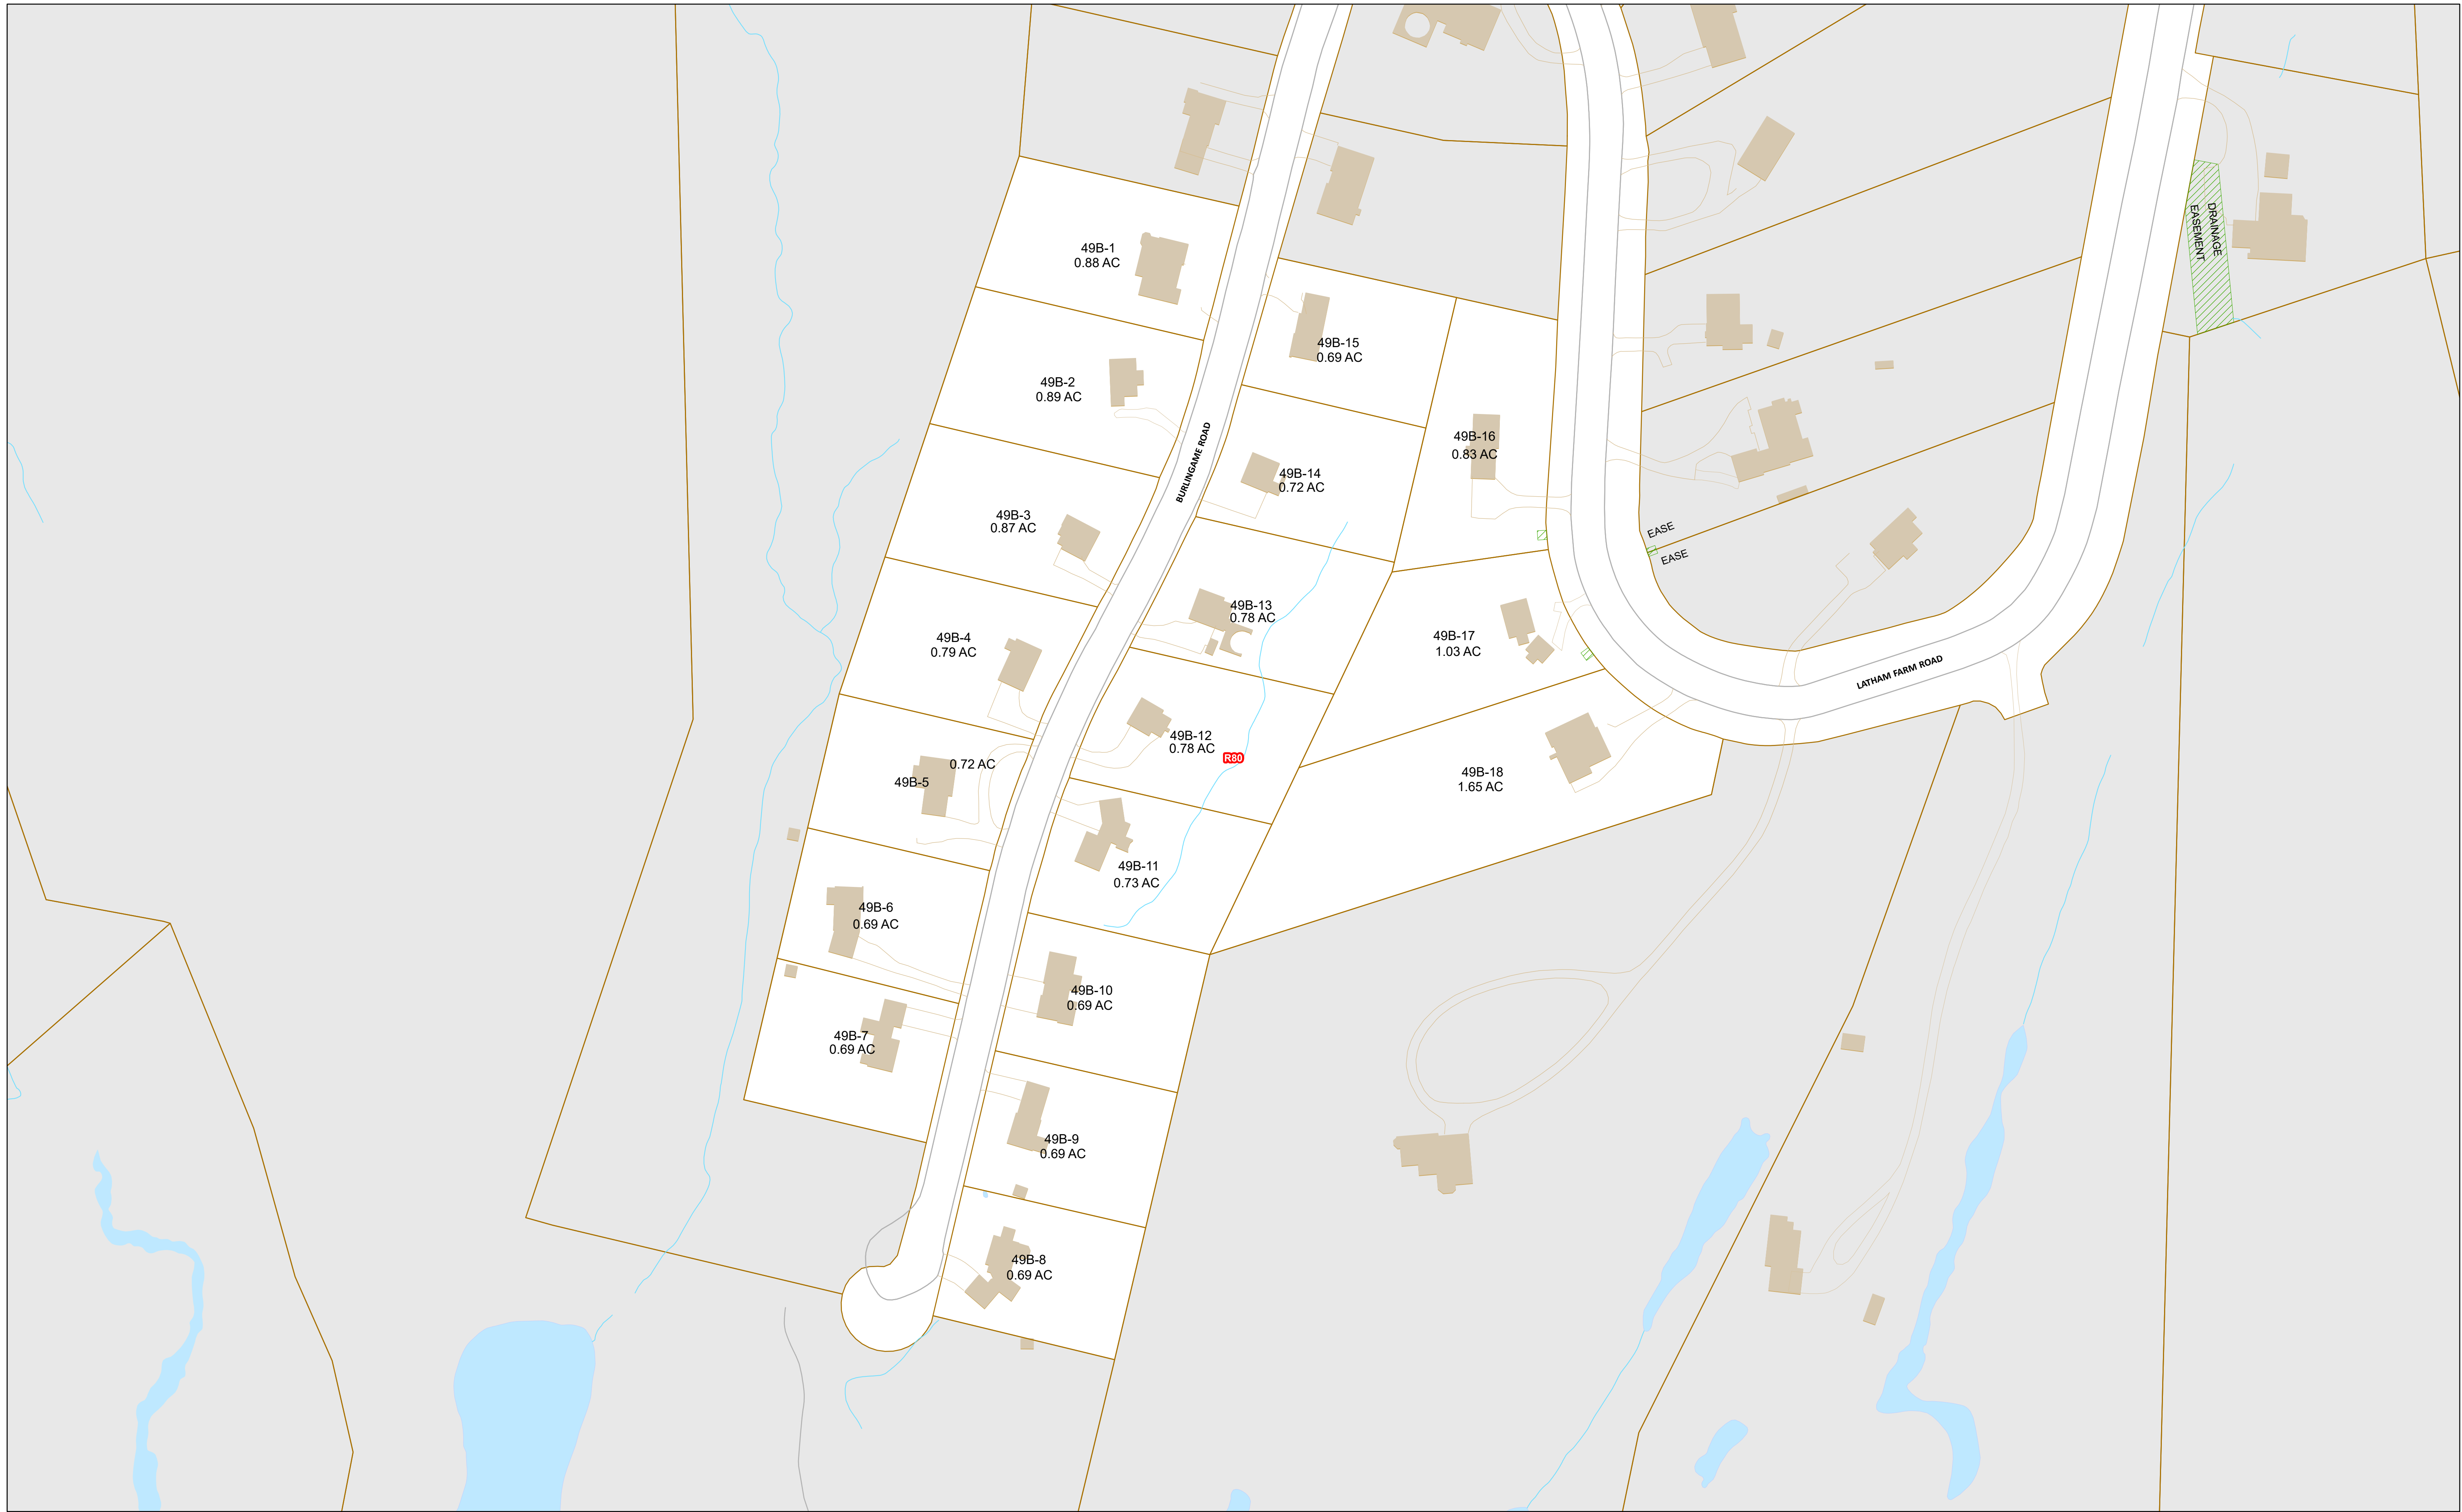 DRAINAGE
EASEMENT
49B-1
0.88 AC
49B-15
0.69 AC
49B-2
0.89 AC
49B-16
0.83 AC
BURLINGAME ROAD
49B-14
0.72 AC
49B-3
0.87 AC
EASE
EASE
49B-13
0.78 AC
49B-4
0.79 AC
49B-17
1.03 AC
LATHAM FARM ROAD
49B-12
0.78 AC
R80
0.72 AC
49B-5
49B-18
1.65 AC
49B-11
0.73 AC
49B-6
0.69 AC
49B-10
0.69 AC
49B-7
0.69 AC
49B-9
0.69 AC
49B-8
0.69 AC